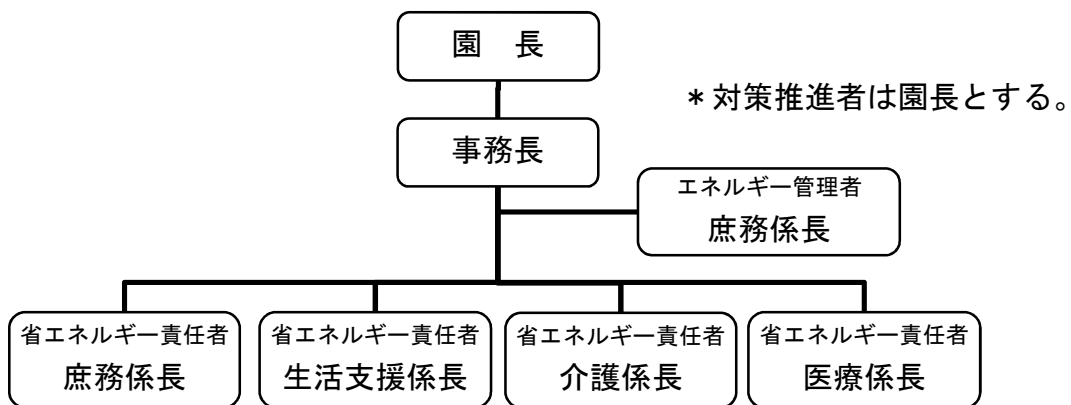 園　長
＊対策推進者は園長とする。
事務長
エネルギー管理者
庶務係長
省エネルギー責任者
庶務係長
省エネルギー責任者
生活支援係長
省エネルギー責任者
介護係長
省エネルギー責任者
医療係長